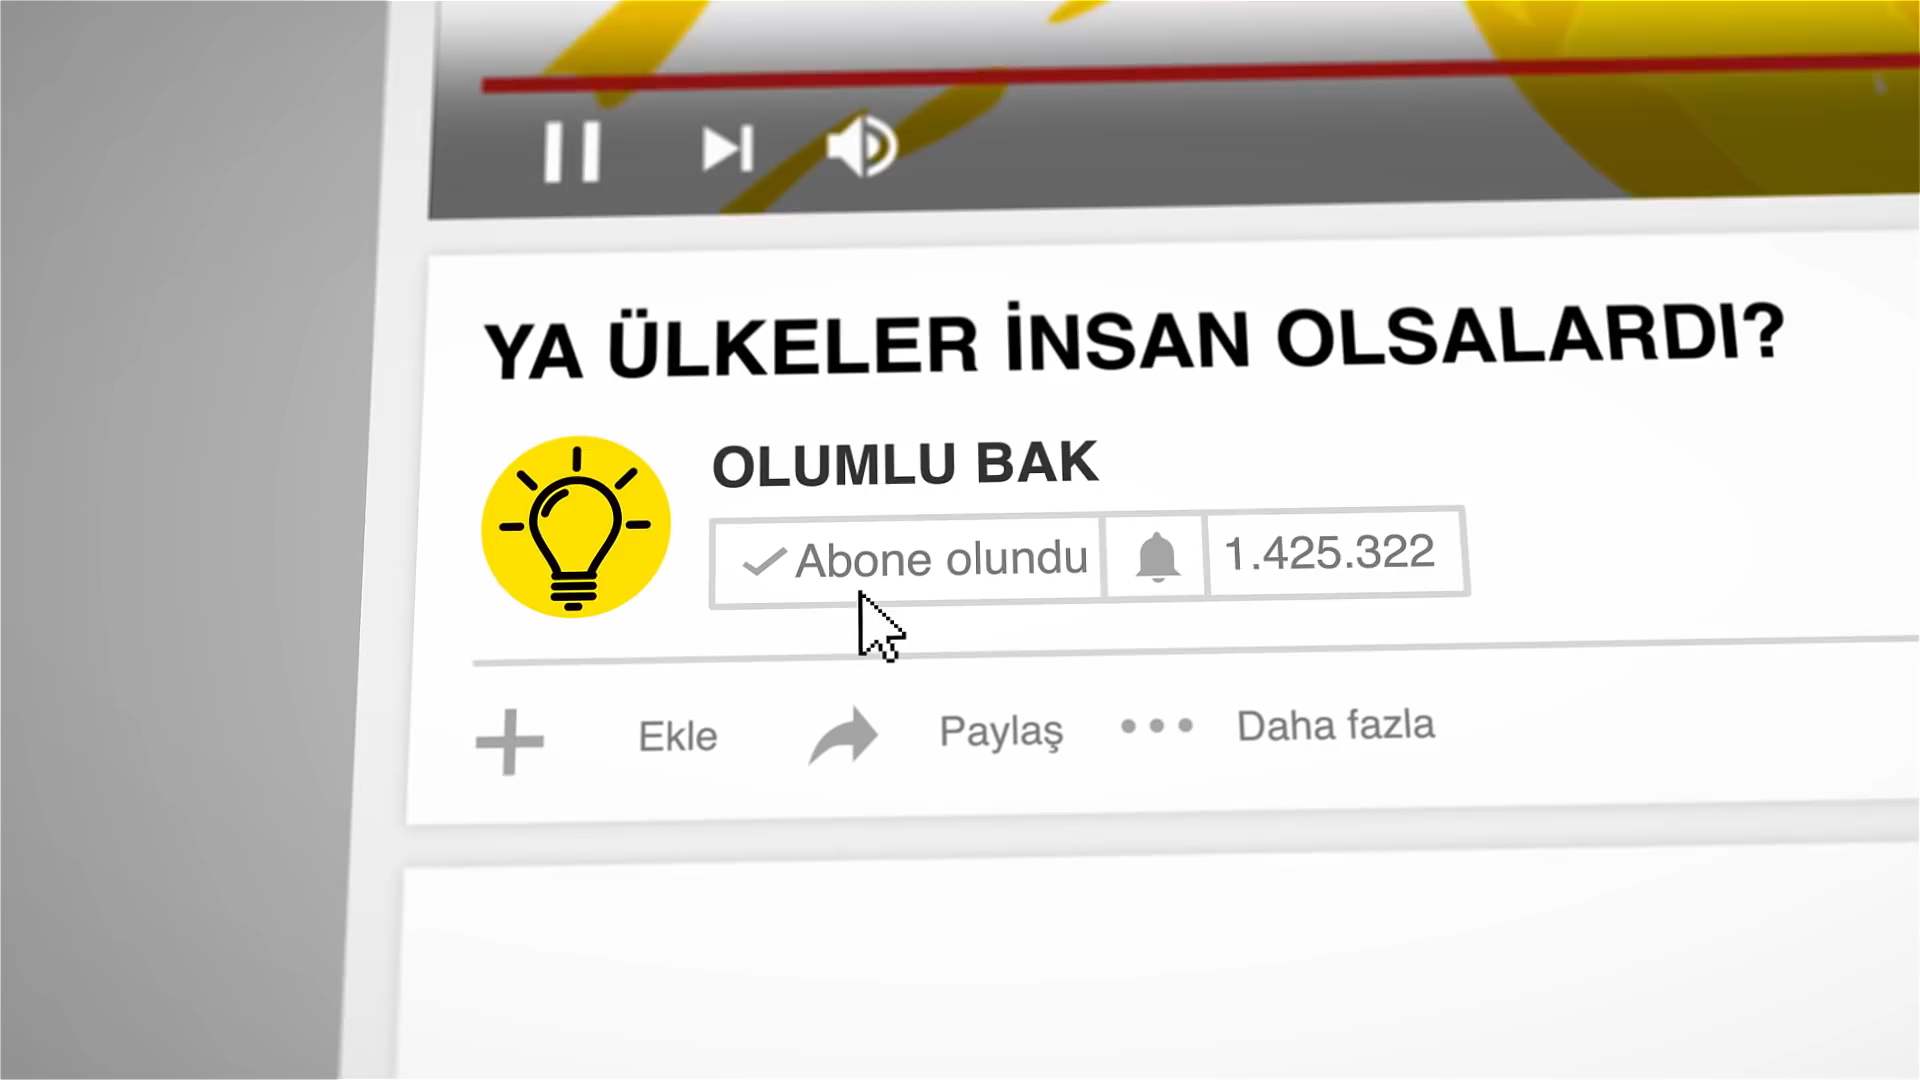 YA ÜLKELER İNSAN OLSALARDI?
OLUMLU BAK
Abone olundu 1.425.322
Ekle Paylaş Daha fazla